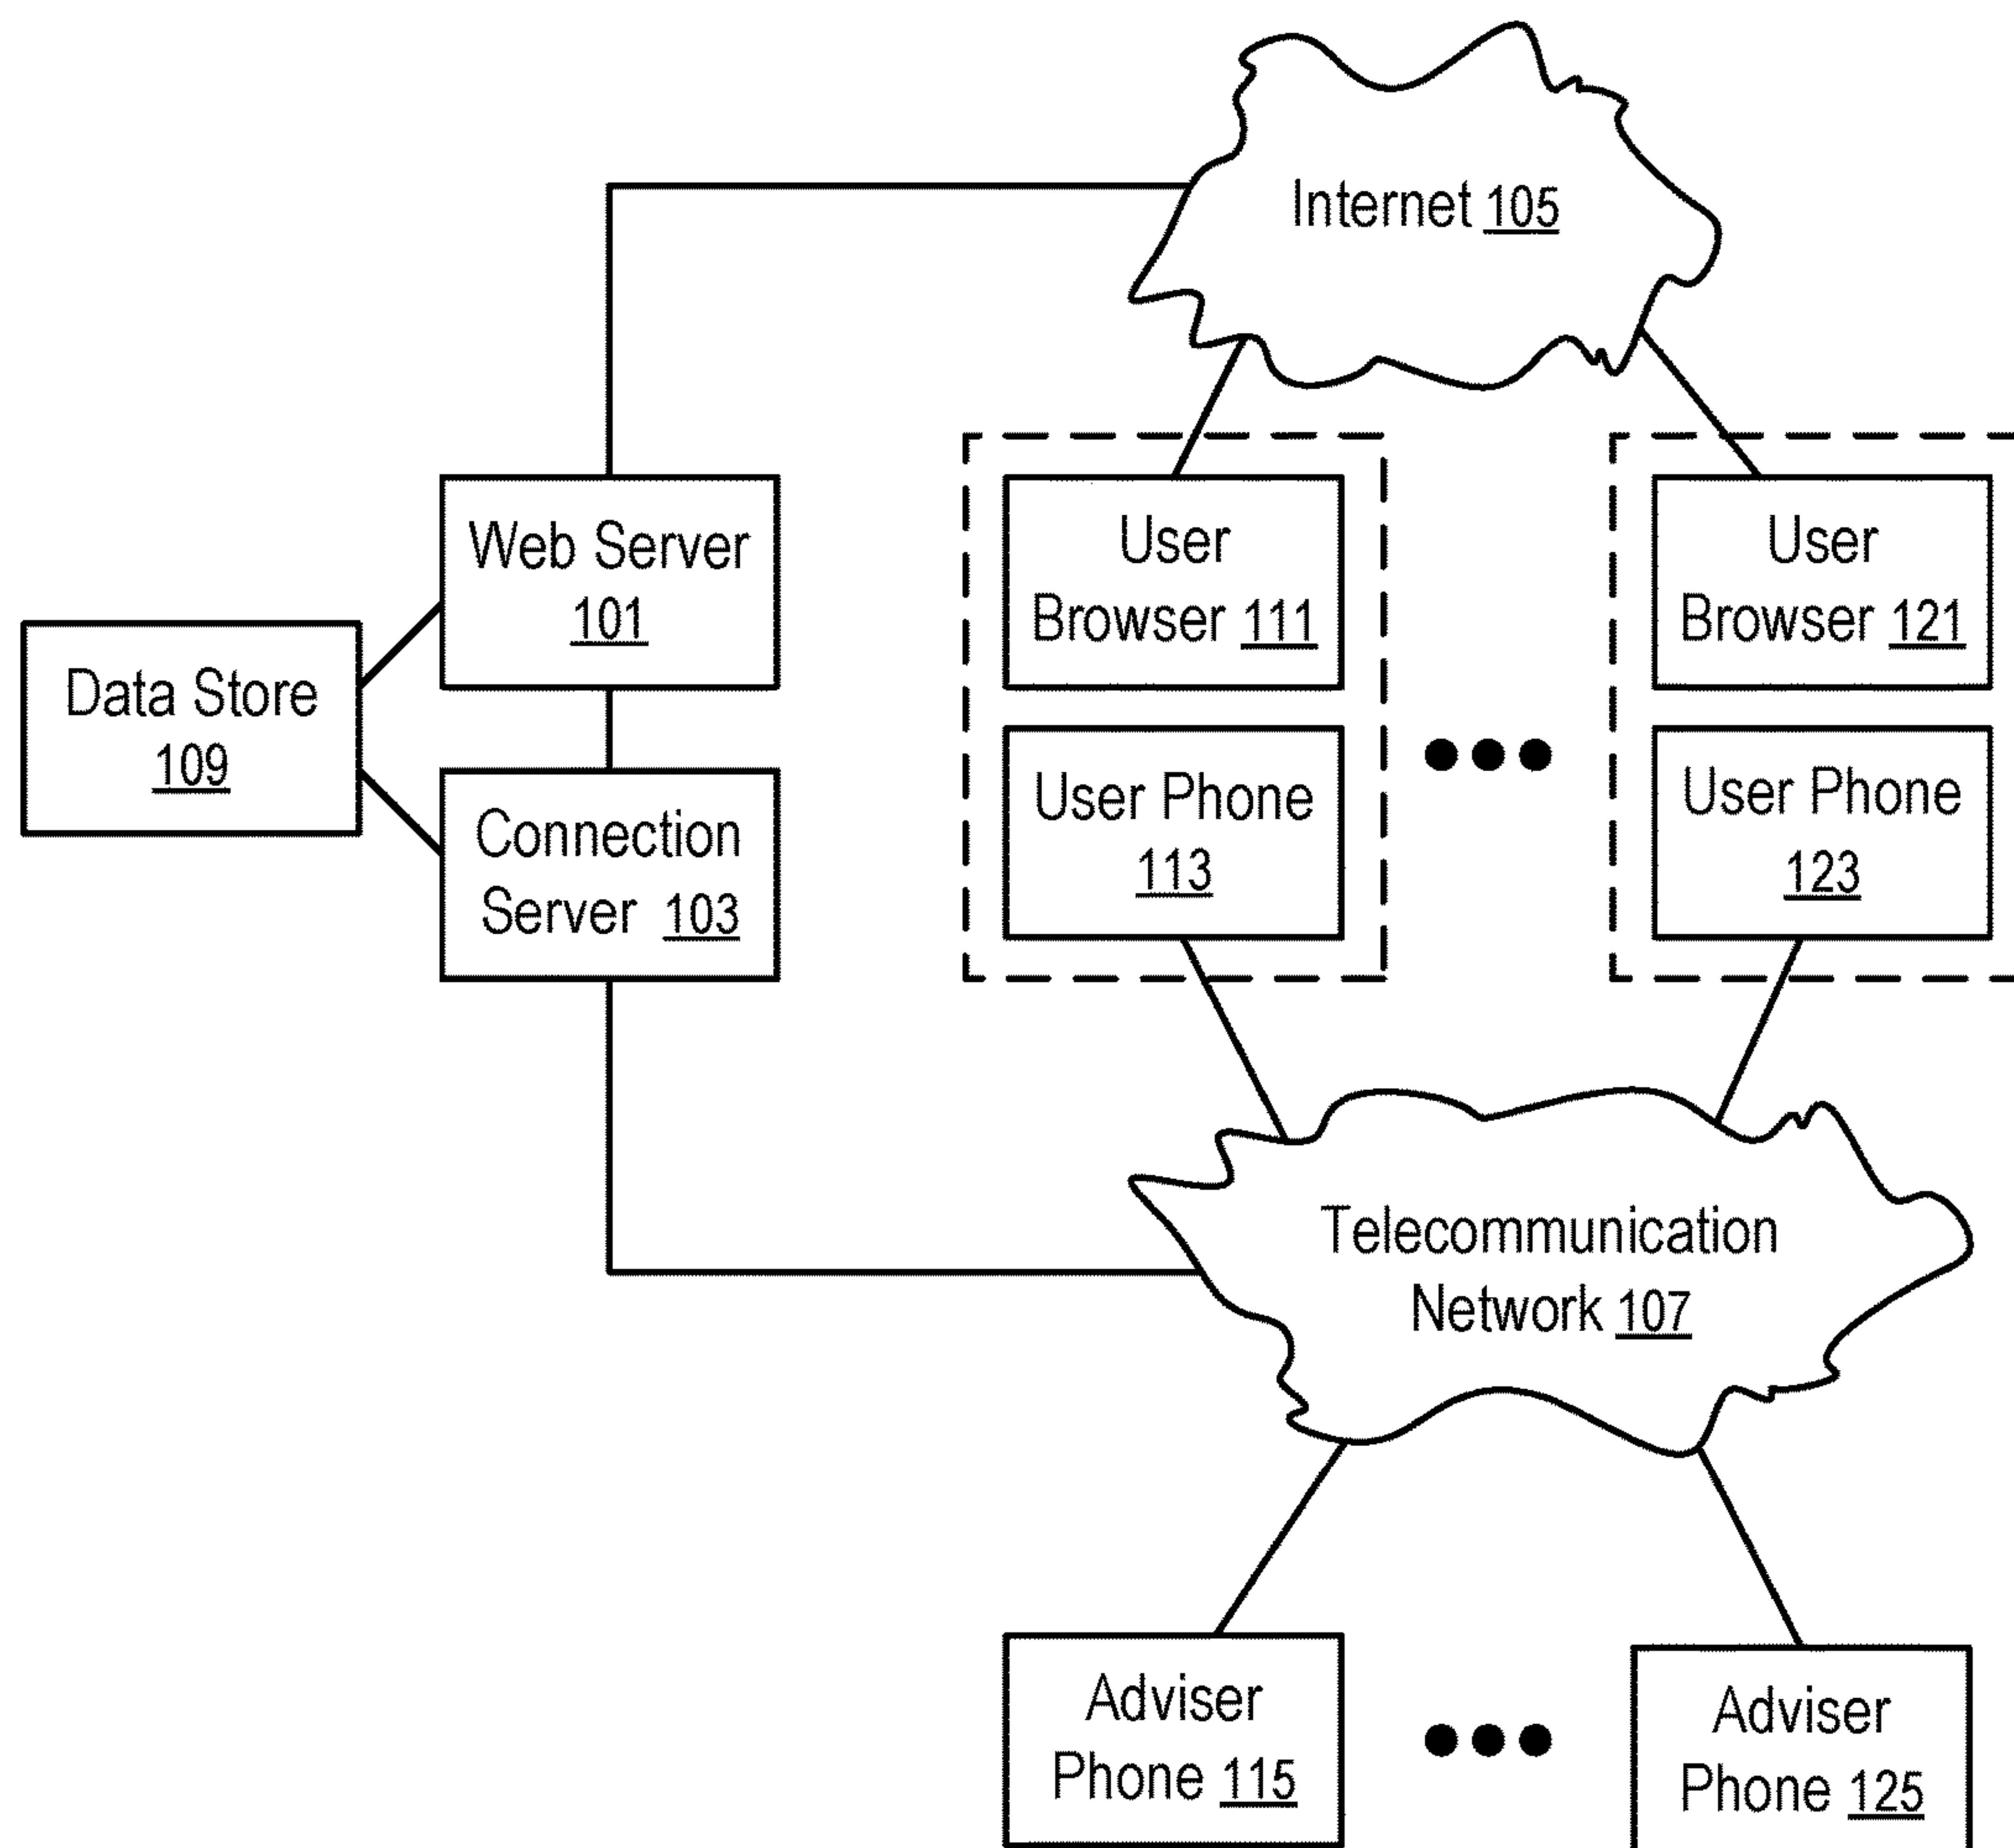 Internet 105
Web Server
101
Data Store
109
Connection
Server 103
User
Browser 111
User Phone
113
User
Browser 121
User Phone
123
Telecommunication
Network 107
Adviser
Phone 115
Adviser
Phone 125